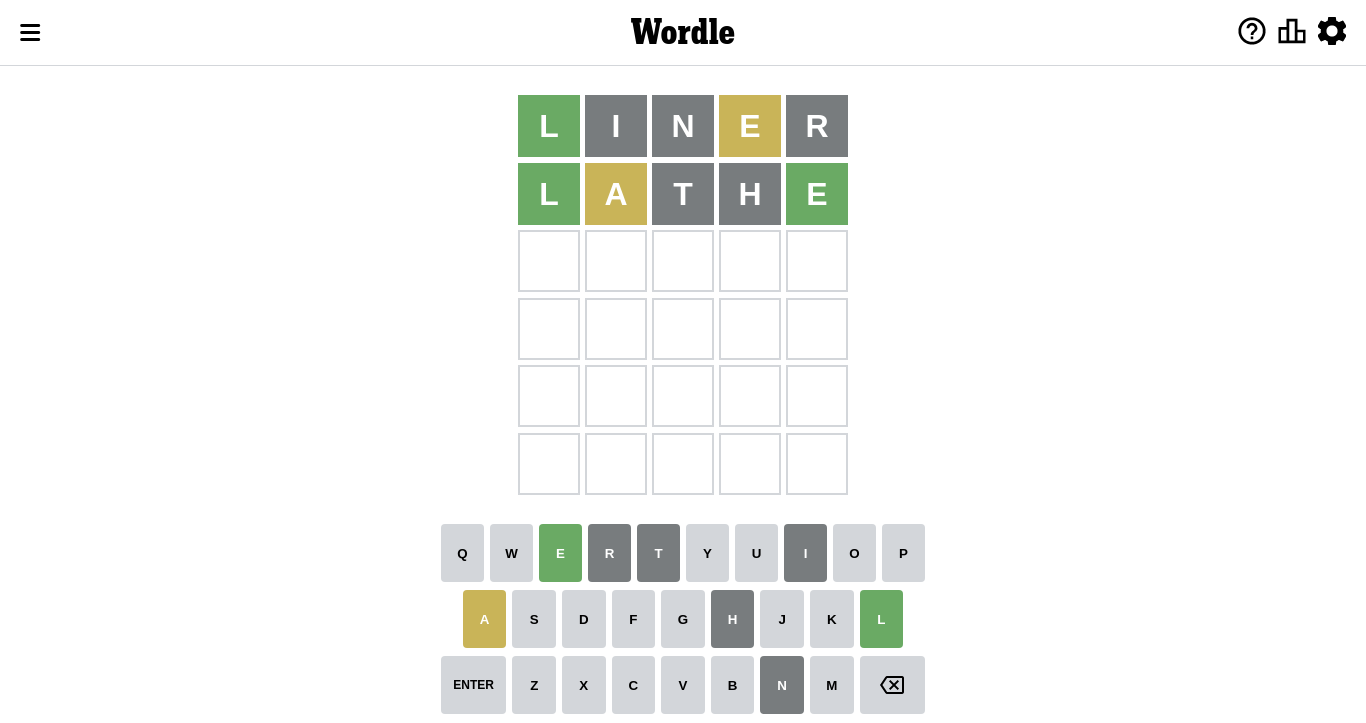 Wordle
L I N E R
L A T H E
Q W E R T Y U I O P
A S D F G H J K L
ENTER Z X C V B N M